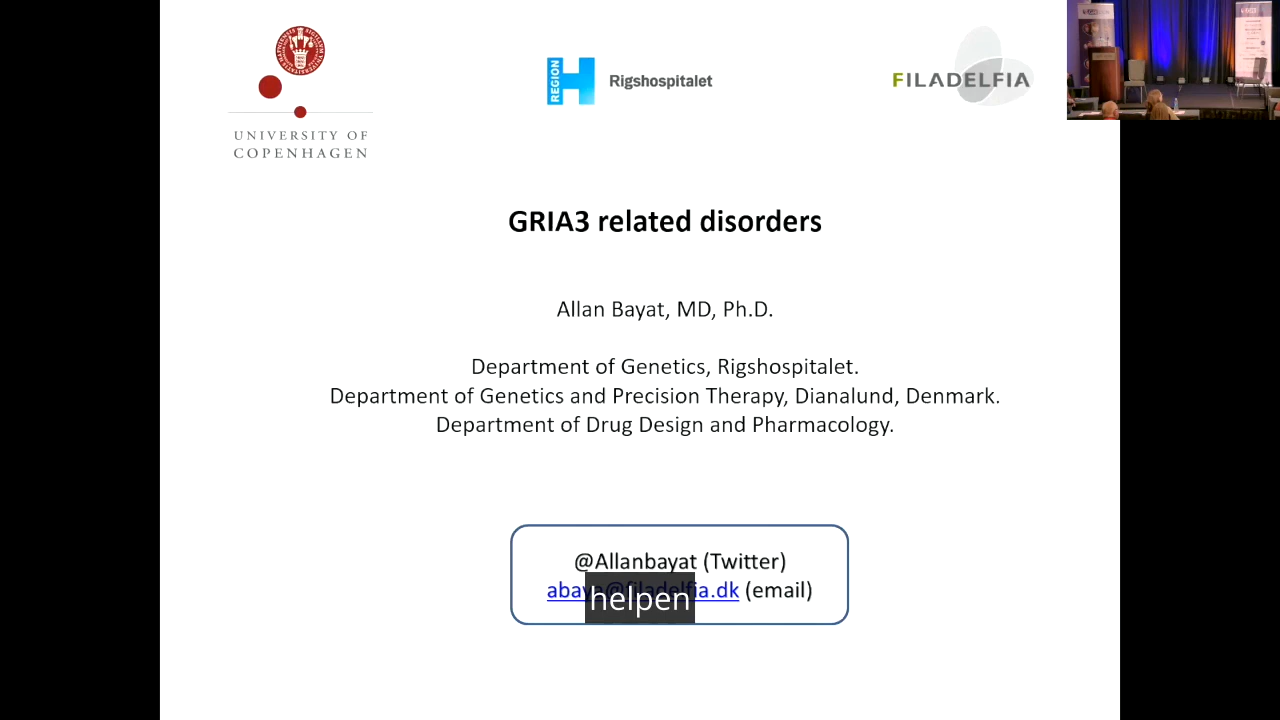 UNIVERSITY OF
COPENHAGEN
REGION
H
Rigshospitalet
FILADELFIA
GRIA3 related disorders
Allan Bayat, MD, Ph.D.
Department of Genetics, Rigshospitalet.
Department of Genetics and Precision Therapy, Dianalund, Denmark.
Department of Drug Design and Pharmacology.
@Allanbayat (Twitter)
(email)
helpen